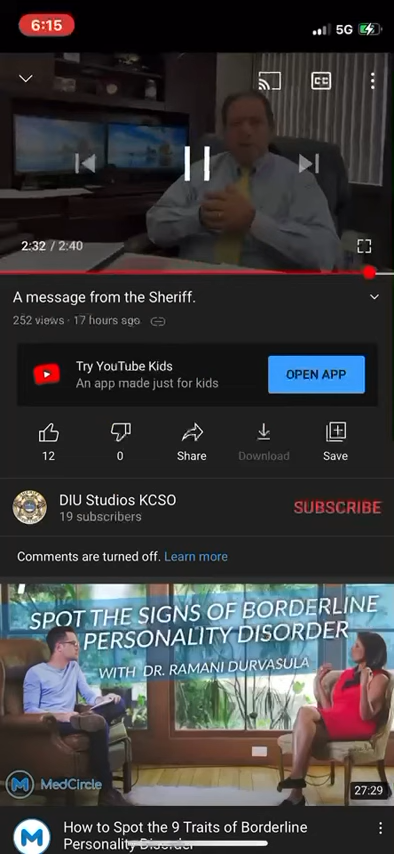 6:15
5G
CC
2:32 / 2:40
A message from the Sheriff.
252 views · 17 hours ago
Try YouTube Kids
An app made just for kids
OPEN APP
12
0
Share
Download
Save
DIU Studios KCSO
19 subscribers
SUBSCRIBE
Comments are turned off. Learn more
SPOT THE SIGNS OF BORDERLINE
PERSONALITY DISORDER
WITH DR. RAMANI DURVASULA
MedCircle
27:29
How to Spot the 9 Traits of Borderline
Personality Disorder